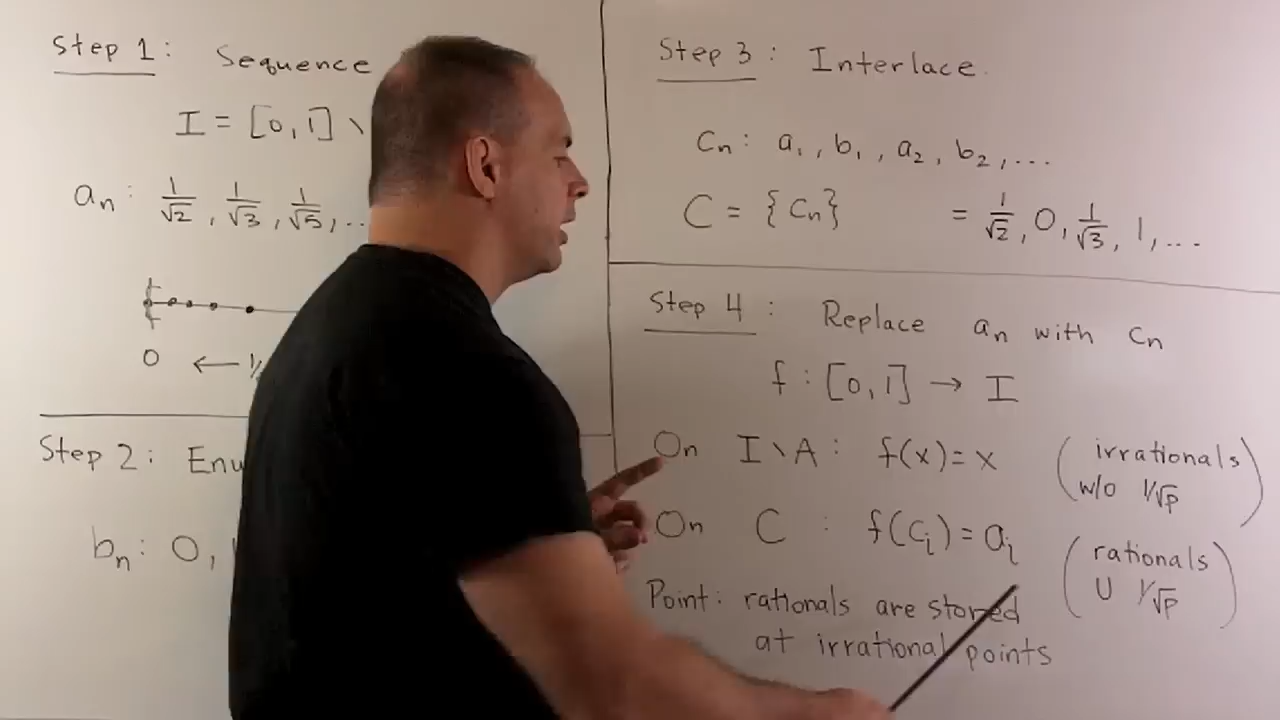 Step 1: Sequence
I = [0,1] \
aₙ: 1/√2, 1/√3, 1/√5, ..
0 ← 1/
Step 2: Enu
bₙ: 0, 1
Step 3: Interlace.
cₙ: a₁, b₁, a₂, b₂, ...
C = {cₙ} = 1/√2, 0, 1/√3, 1, ...
Step 4: Replace aₙ with cₙ
f: [0,1] → I
On I\A: f(x)=x (irrationals w/o 1/√p)
On C: f(cᵢ)=aᵢ (rationals ∪ 1/√p)
Point: rationals are stored
at irrational points